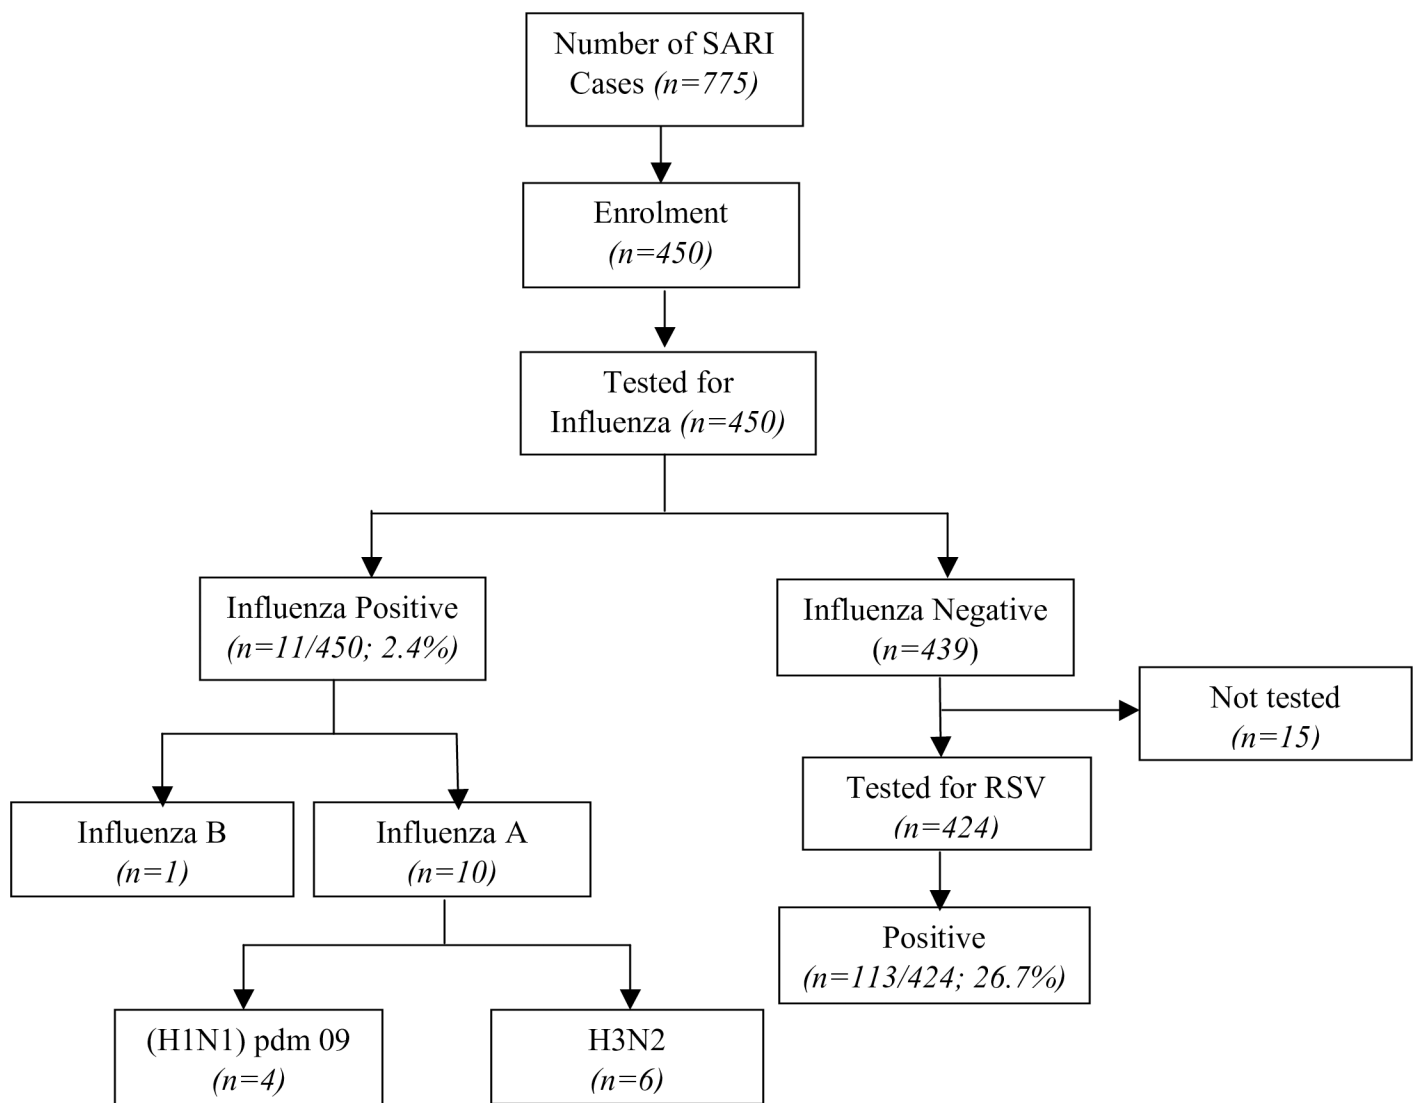 Number of SARI
Cases (n=775)
Enrolment
(n=450)
Tested for
Influenza (n=450)
Influenza Positive
(n=11/450; 2.4%)
Influenza Negative
(n=439)
Not tested
(n=15)
Tested for RSV
(n=424)
Influenza B
(n=1)
Influenza A
(n=10)
Positive
(n=113/424; 26.7%)
(H1N1) pdm 09
(n=4)
H3N2
(n=6)